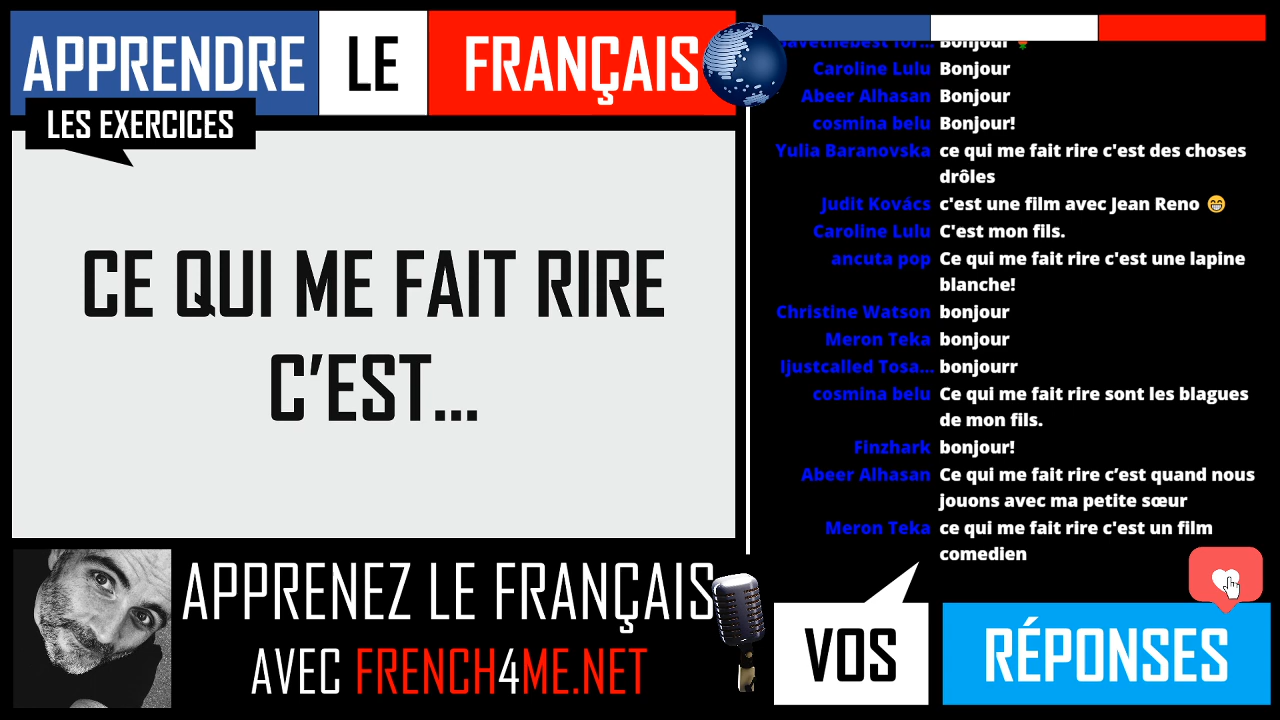 APPRENDRE LE FRANÇAIS
LES EXERCICES
CE QUI ME FAIT RIRE
C'EST...
APPRENEZ LE FRANÇAIS
AVEC FRENCH4ME.NET
Bonjour
Caroline Lulu Bonjour
Abeer Alhasan Bonjour
cosmina belu Bonjour!
Yulia Baranovska ce qui me fait rire c'est des choses
drôles
Judit Kovács c'est une film avec Jean Reno 😁
Caroline Lulu C'est mon fils.
ancuta pop Ce qui me fait rire c'est une lapine
blanche!
Christine Watson bonjour
Meron Teka bonjour
Ijustcalled Tosa... bonjourr
cosmina belu Ce qui me fait rire sont les blagues
de mon fils.
Finzhark bonjour!
Abeer Alhasan Ce qui me fait rire c’est quand nous
jouons avec ma petite sœur
Meron Teka ce qui me fait rire c'est un film
comedien
VOS RÉPONSES